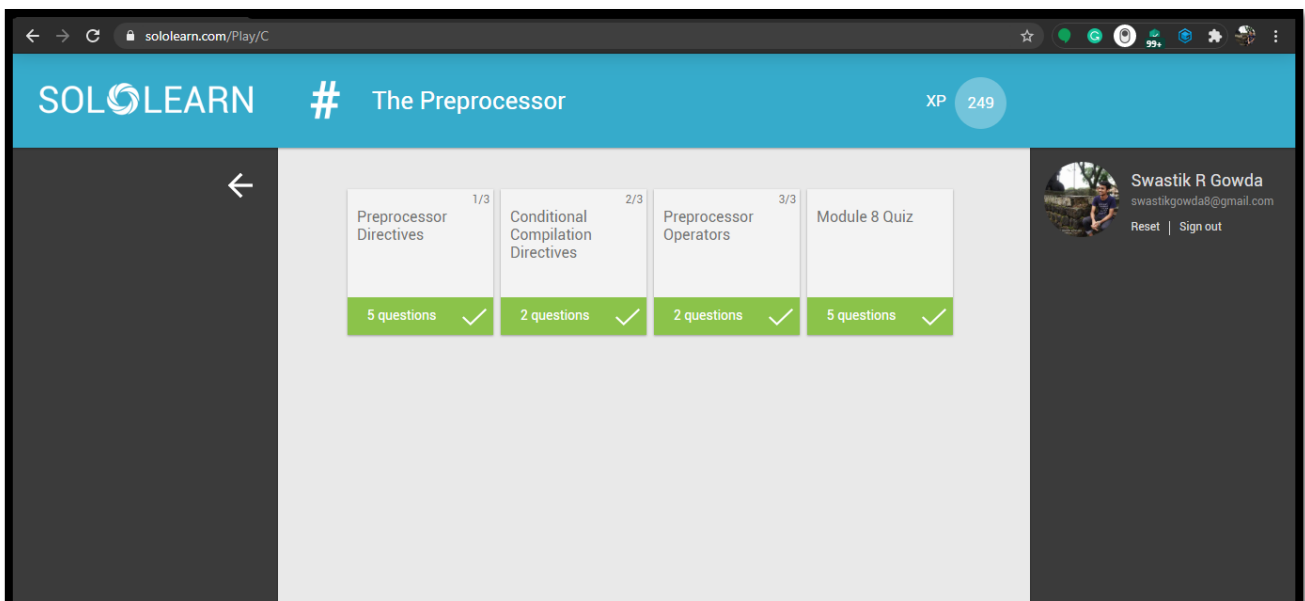 sololearn.com/Play/C
99+
SOLOLEARN # The Preprocessor XP 249
1/3
Preprocessor
Directives
5 questions
2/3
Conditional
Compilation
Directives
2 questions
3/3
Preprocessor
Operators
2 questions
Module 8 Quiz
5 questions
Swastik R Gowda
swastikgowda8@gmail.com
Reset | Sign out